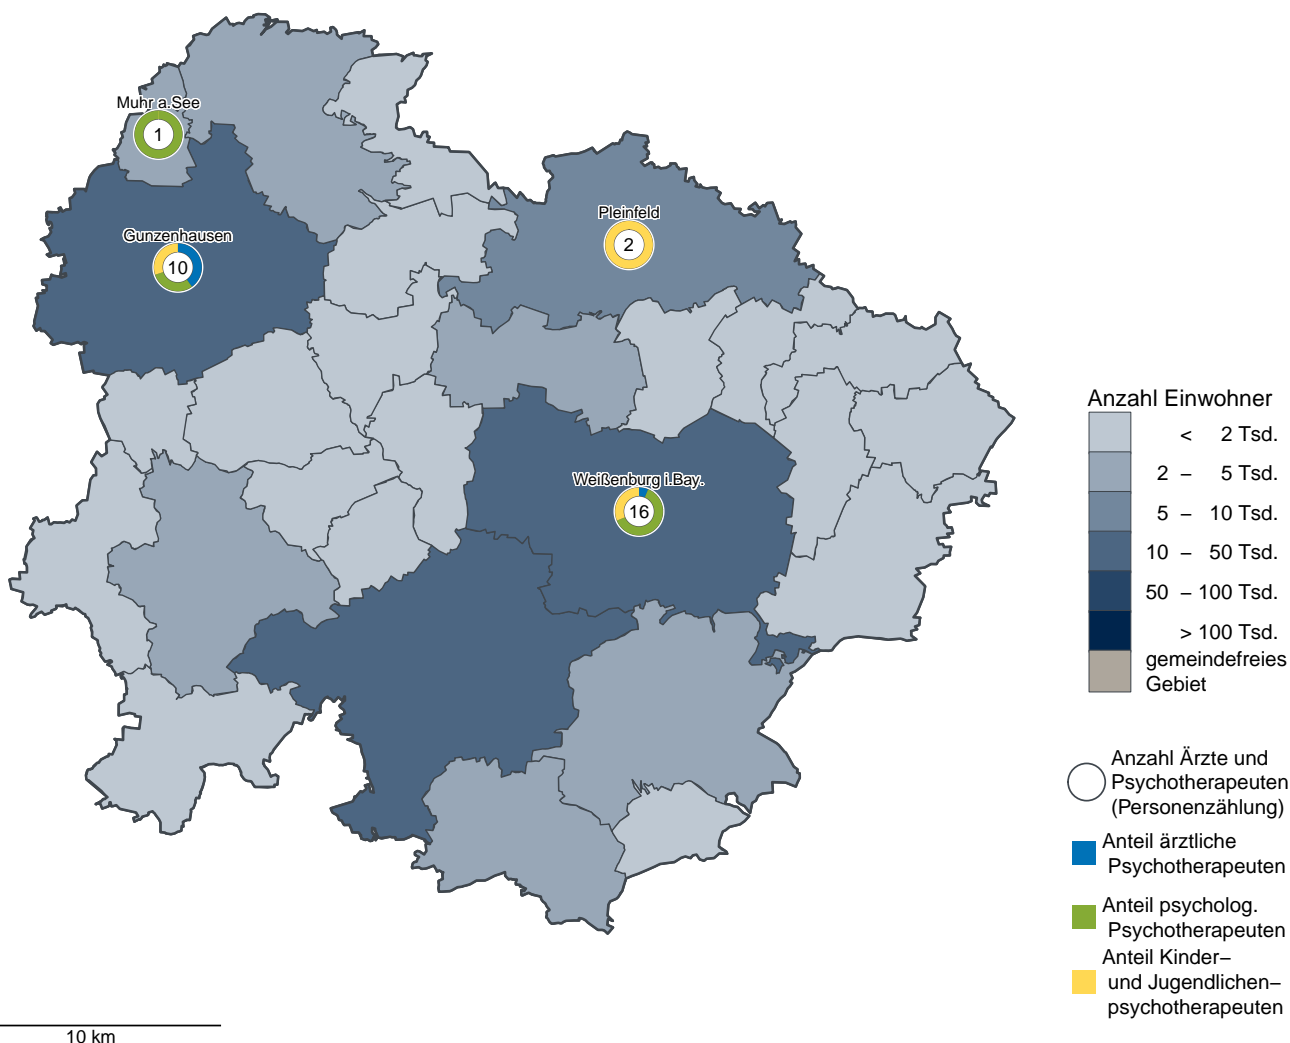 Muhr a.See
1
Gunzenhausen
10
Pleinfeld
2
Weißenburg i.Bay.
16
Anzahl Einwohner
< 2 Tsd.
2 – 5 Tsd.
5 – 10 Tsd.
10 – 50 Tsd.
50 – 100 Tsd.
> 100 Tsd.
gemeindefreies
Gebiet
Anzahl Ärzte und
Psychotherapeuten
(Personenzählung)
Anteil ärztliche
Psychotherapeuten
Anteil psycholog.
Psychotherapeuten
Anteil Kinder–
und Jugendlichen–
psychotherapeuten
10 km